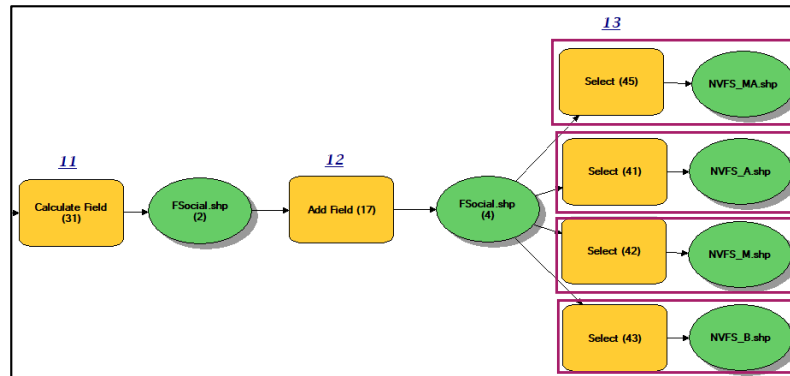 13
Select (45)
NVFS_MA.shp
11
12
Select (41)
NVFS_A.shp
Calculate Field
(31)
FSocial.shp
(2)
Add Field (17)
FSocial.shp
(4)
Select (42)
NVFS_M.shp
Select (43)
NVFS_B.shp